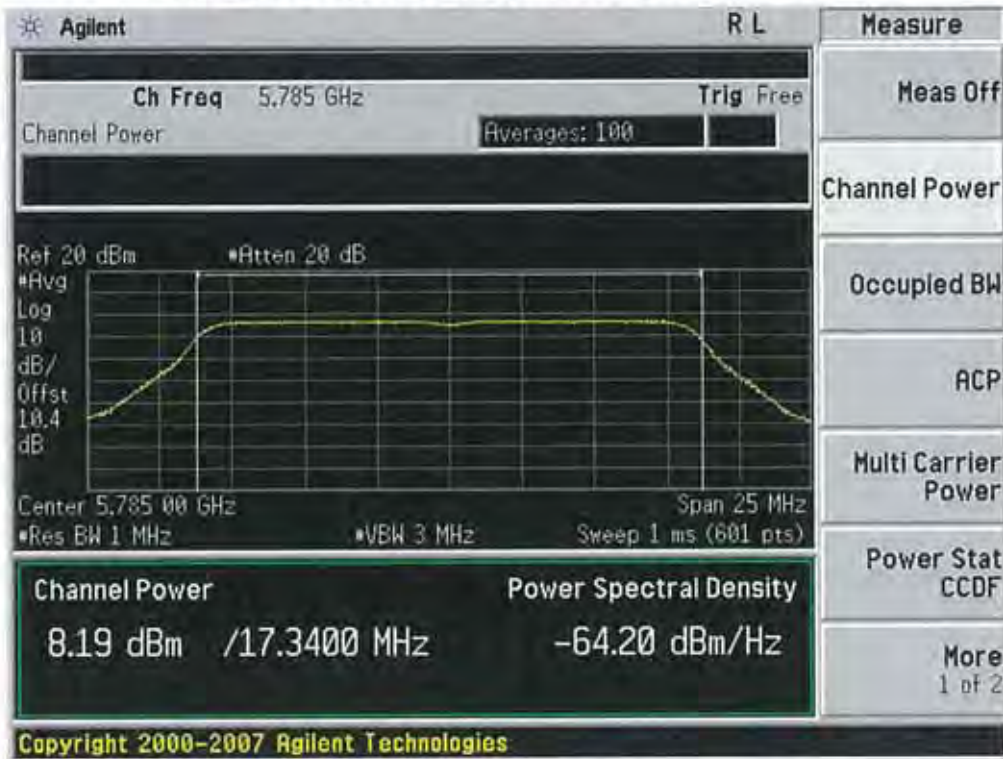 Agilent R L Measure
Ch Freq 5.785 GHz Trig Free
Meas Off
Channel Power Averages: 100
Channel Power
Ref 20 dBm #Atten 20 dB
#Avg
Log
10
dB/
Offst
10.4
dB
Occupied BW
ACP
Multi Carrier
Power
Center 5.785 00 GHz Span 25 MHz
#Res BW 1 MHz #VBW 3 MHz Sweep 1 ms (601 pts)
Power Stat
CCDF
Channel Power Power Spectral Density
8.19 dBm /17.3400 MHz -64.20 dBm/Hz
More
1 of 2
Copyright 2000-2007 Agilent Technologies